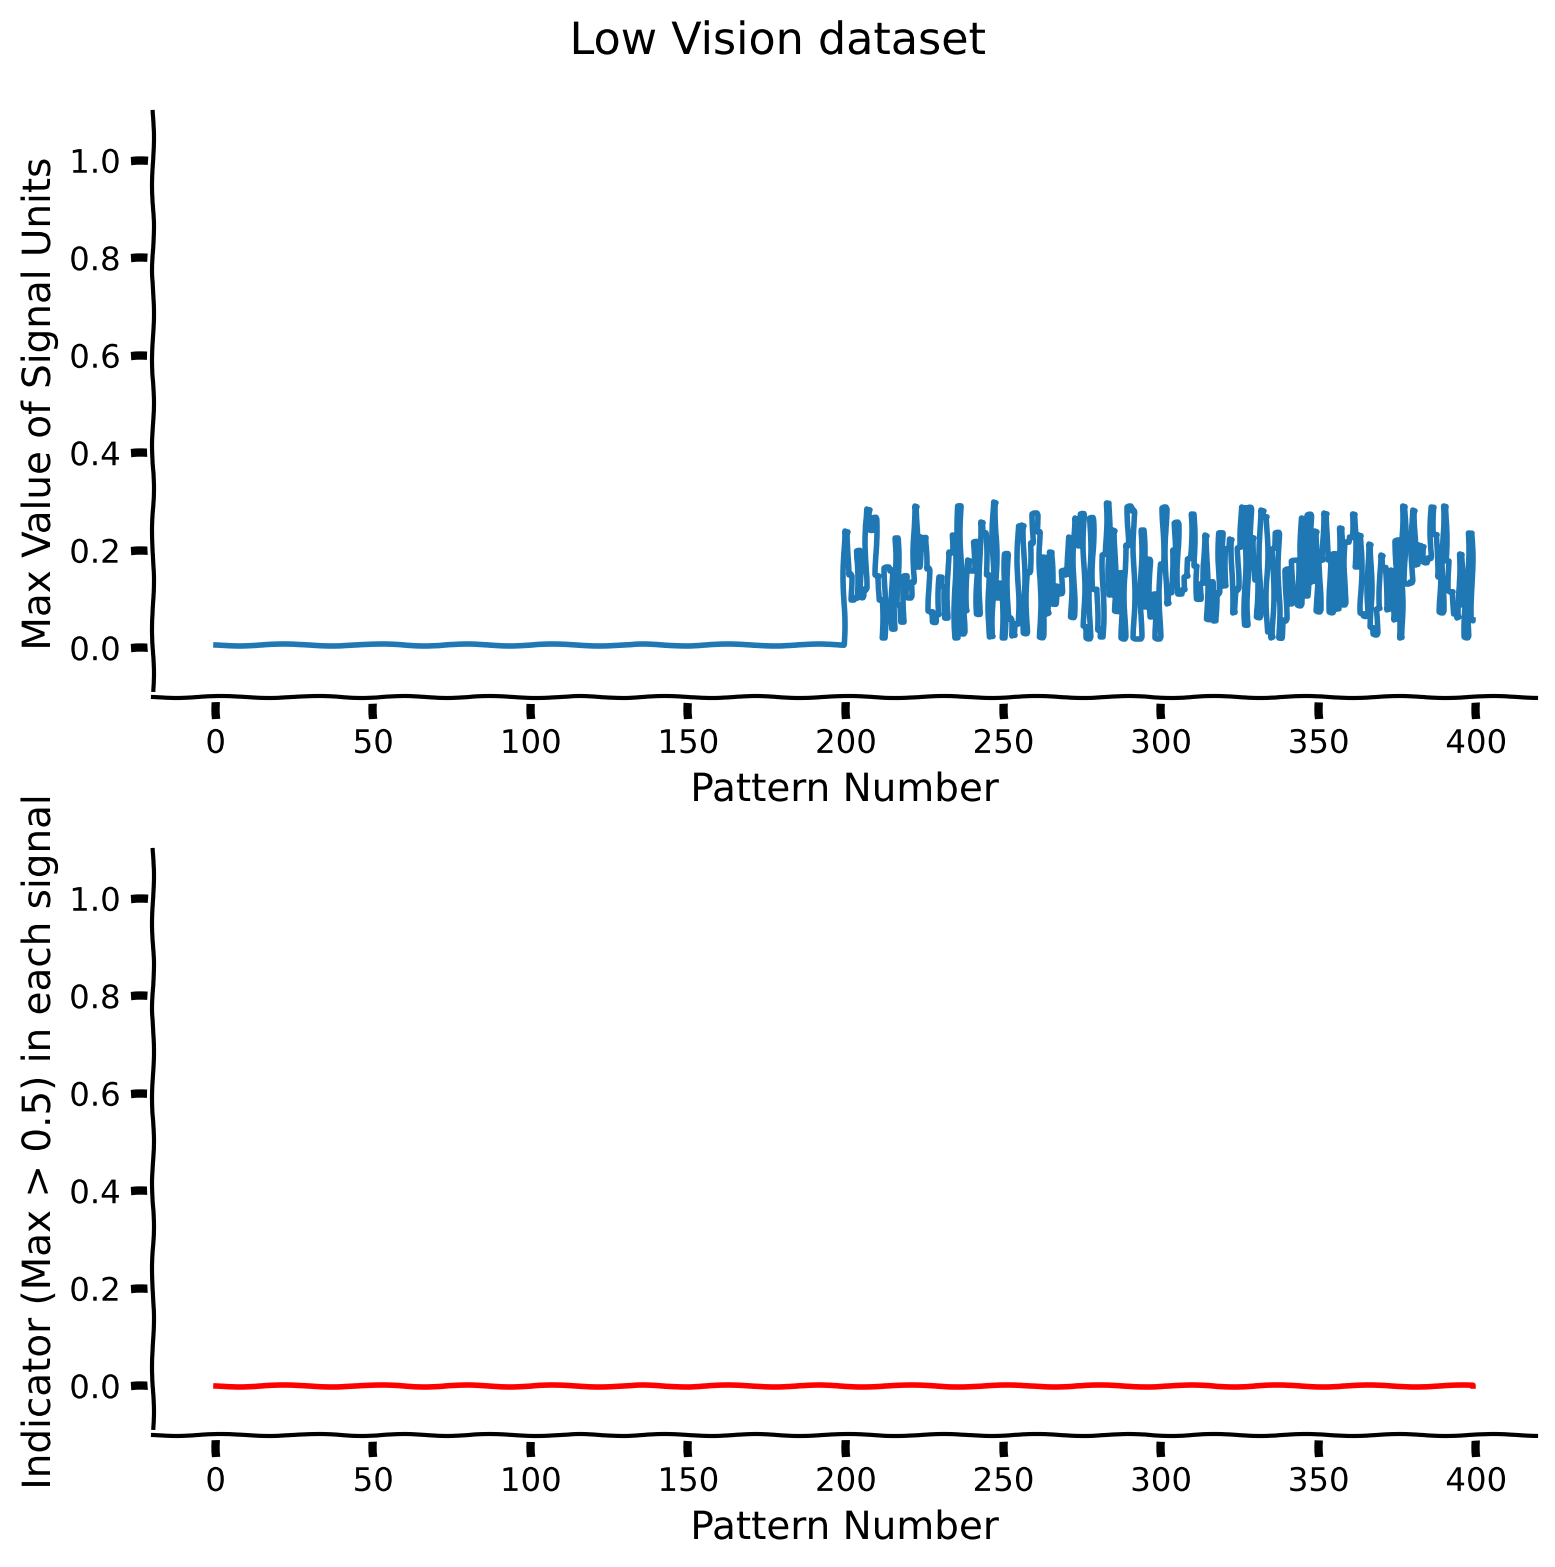 Low Vision dataset
Max Value of Signal Units
1.0
0.8
0.6
0.4
0.2
0.0
0 50 100 150 200 250 300 350 400
Pattern Number
Indicator (Max > 0.5) in each signal
1.0
0.8
0.6
0.4
0.2
0.0
0 50 100 150 200 250 300 350 400
Pattern Number